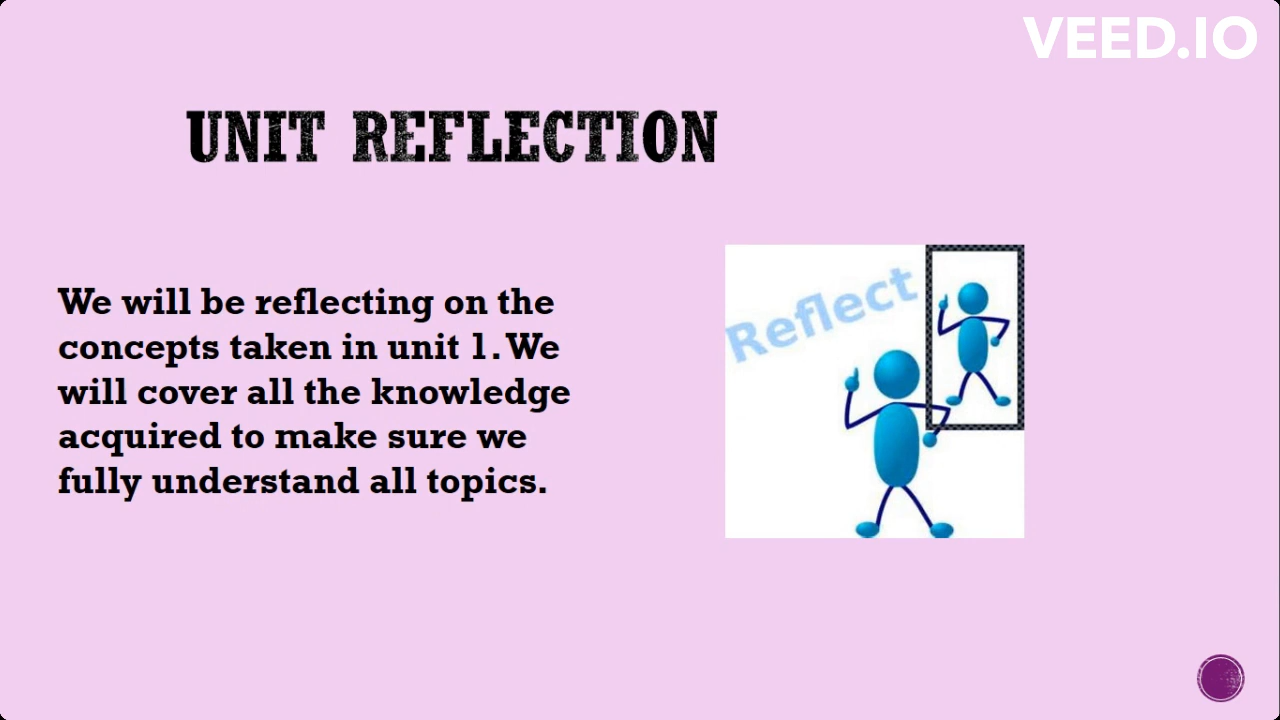 VEED.IO
UNIT REFLECTION
We will be reflecting on the
concepts taken in unit 1. We
will cover all the knowledge
acquired to make sure we
fully understand all topics.
Reflect